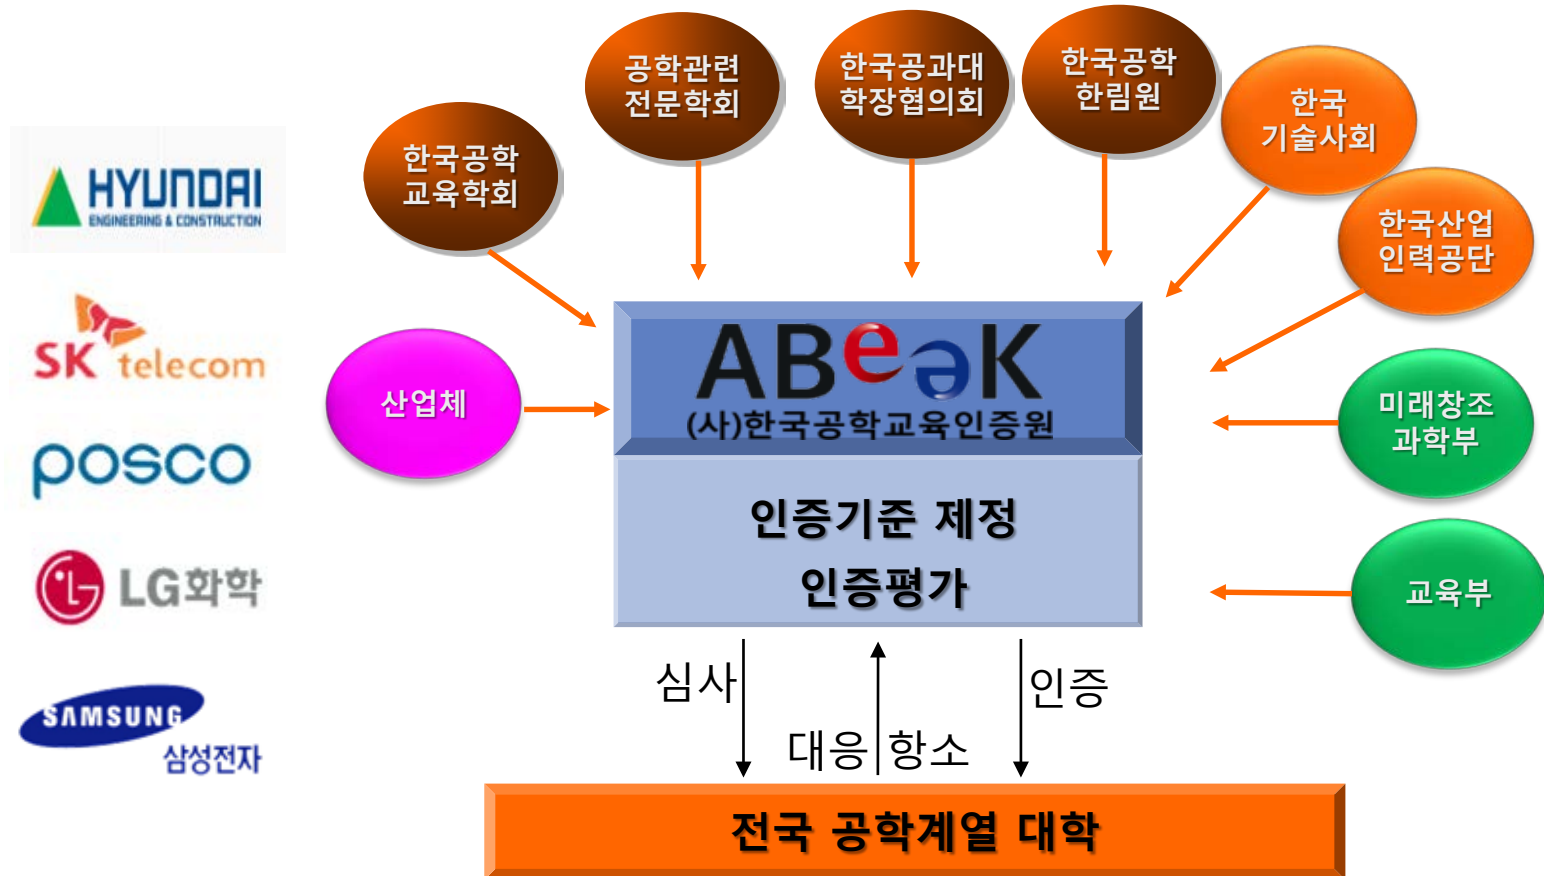 공학관련
전문학회
한국공과대
학장협의회
한국공학
한림원
한국
기술사회
한국공학
교육학회
한국산업
인력공단
HYUNDAI
ENGINEERING & CONSTRUCTION
SK telecom
posco
LG화학
SAMSUNG
삼성전자
산업체
ABeeK
(사)한국공학교육인증원
미래창조
과학부
인증기준 제정
인증평가
교육부
심사
인증
대응 항소
전국 공학계열 대학